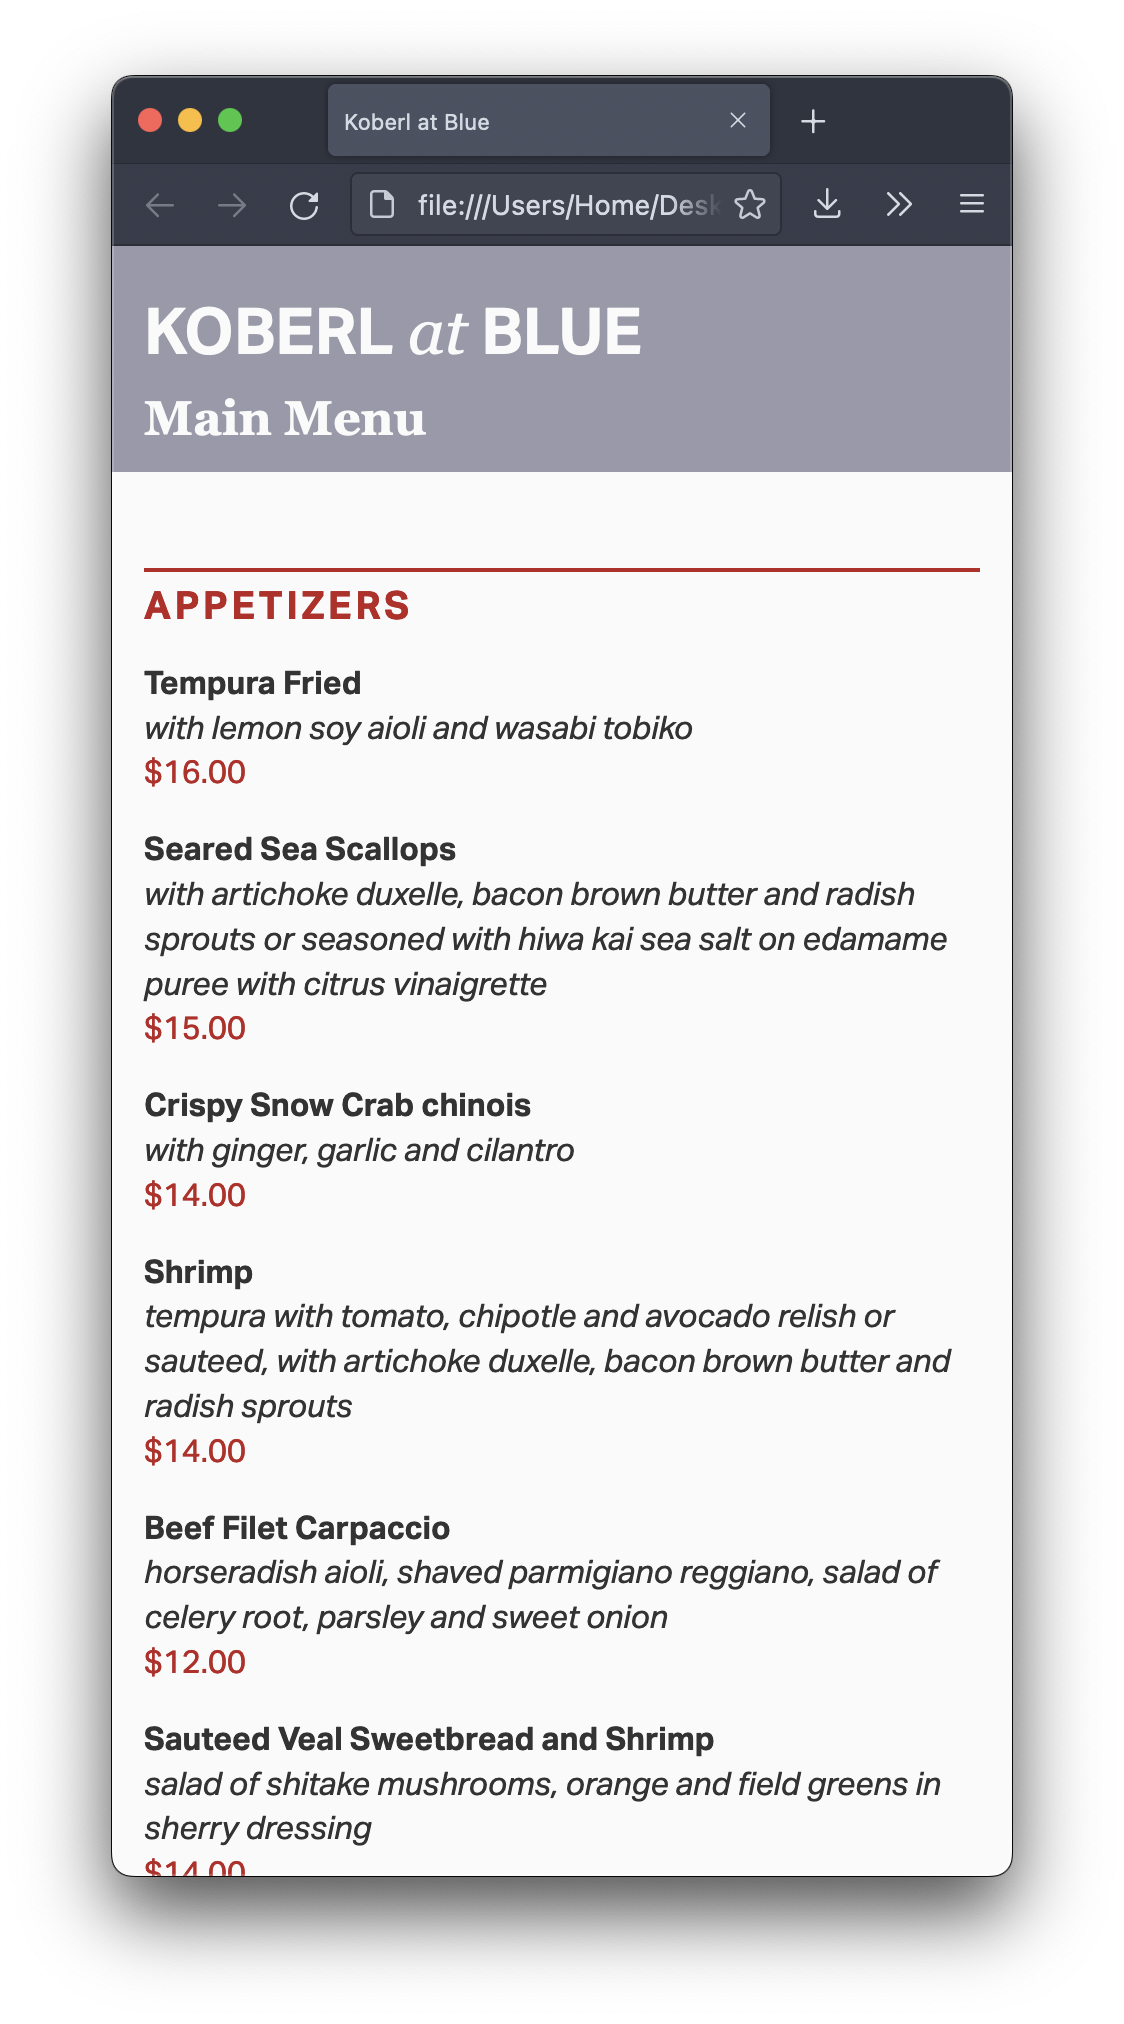 Koberl at Blue
file:///Users/Home/Desk
KOBERL at BLUE
Main Menu
APPETIZERS
Tempura Fried
with lemon soy aioli and wasabi tobiko
$16.00
Seared Sea Scallops
with artichoke duxelle, bacon brown butter and radish
sprouts or seasoned with hiwa kai sea salt on edamame
puree with citrus vinaigrette
$15.00
Crispy Snow Crab chinois
with ginger, garlic and cilantro
$14.00
Shrimp
tempura with tomato, chipotle and avocado relish or
sauteed, with artichoke duxelle, bacon brown butter and
radish sprouts
$14.00
Beef Filet Carpaccio
horseradish aioli, shaved parmigiano reggiano, salad of
celery root, parsley and sweet onion
$12.00
Sauteed Veal Sweetbread and Shrimp
salad of shitake mushrooms, orange and field greens in
sherry dressing
$14.00